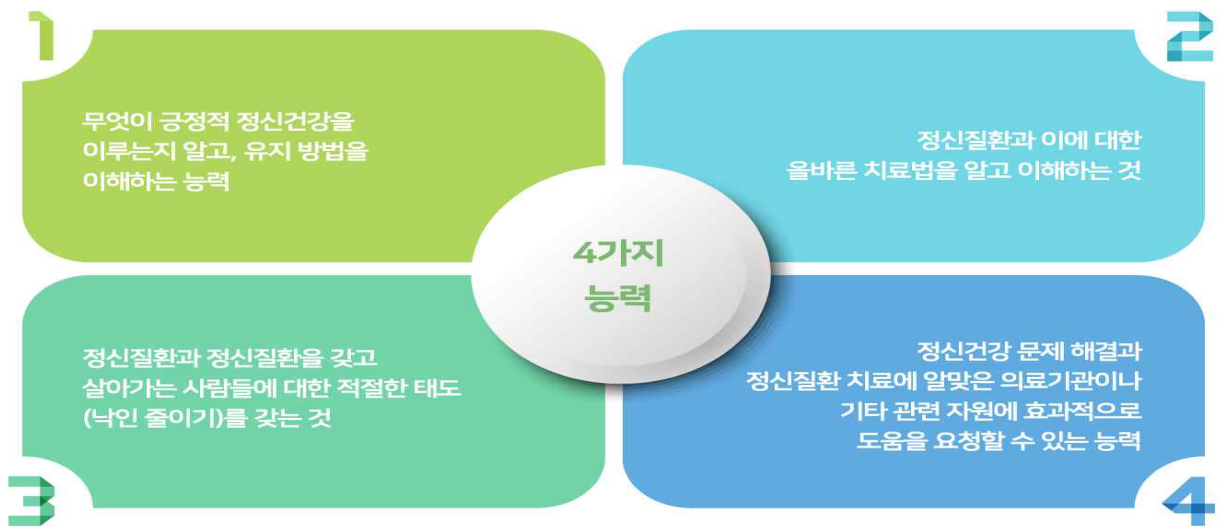 1
무엇이 긍정적 정신건강을
이루는지 알고, 유지 방법을
이해하는 능력
2
정신질환과 이에 대한
올바른 치료법을 알고 이해하는 것
4가지
능력
3
정신질환과 정신질환을 갖고
살아가는 사람들에 대한 적절한 태도
(낙인 줄이기)를 갖는 것
4
정신건강 문제 해결과
정신질환 치료에 알맞은 의료기관이나
기타 관련 자원에 효과적으로
도움을 요청할 수 있는 능력